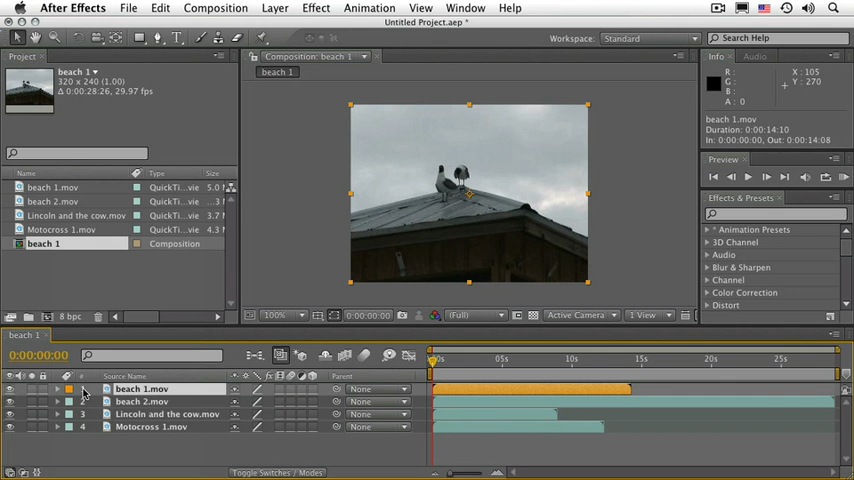 After Effects File Edit Composition Layer Effect Animation View Window Help
Untitled Project.aep *
Workspace: Standard Search Help
Project
beach 1▼
320 x 240 (1.00)
Δ 0:00:28:26, 29.97 fps
Name Type Size
beach 1.mov QuickTi...vie 5.0 M
beach 2.mov QuickTi...vie ...3 M
Lincoln and the cow.mov QuickTi...vie 3.7 M
Motocross 1.mov QuickTi...vie 4.3 M
beach 1 Composition
8 bpc
Composition: beach 1
beach 1
100% 0:00:00:00 (Full) Active Camera 1 View
Info Audio
R : X : 105
G : Y : 270
B :
A : 0
beach 1.mov
Duration: 0:00:14:10
In: 0:00:00:00, Out: 0:00:14:08
Preview
Effects & Presets
* Animation Presets
3D Channel
Audio
Blur & Sharpen
Channel
Color Correction
Distort
beach 1
0:00:00:00
# Source Name Parent
beach 1.mov None
2 beach 2.mov None
3 Lincoln and the cow.mov None
4 Motocross 1.mov None
Toggle Switches / Modes
00s 05s 10s 15s 20s 25s